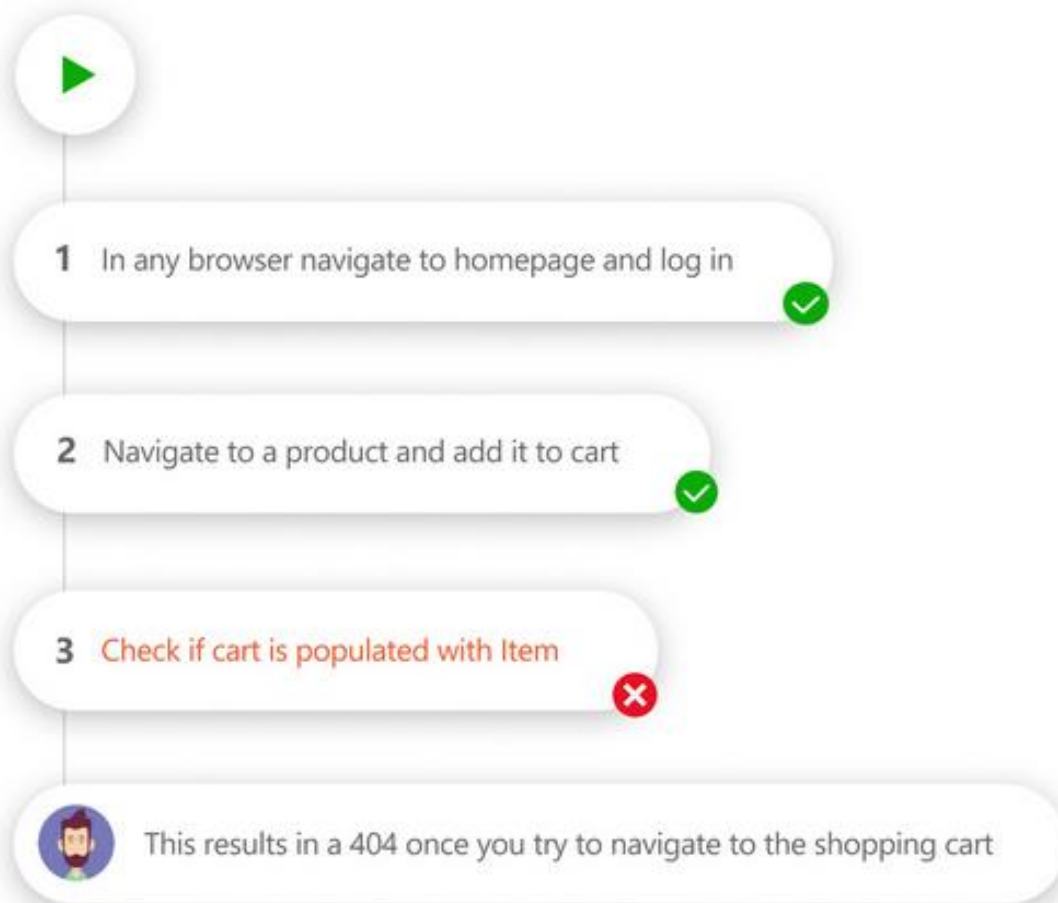 1 In any browser navigate to homepage and log in
2 Navigate to a product and add it to cart
3 Check if cart is populated with Item
This results in a 404 once you try to navigate to the shopping cart